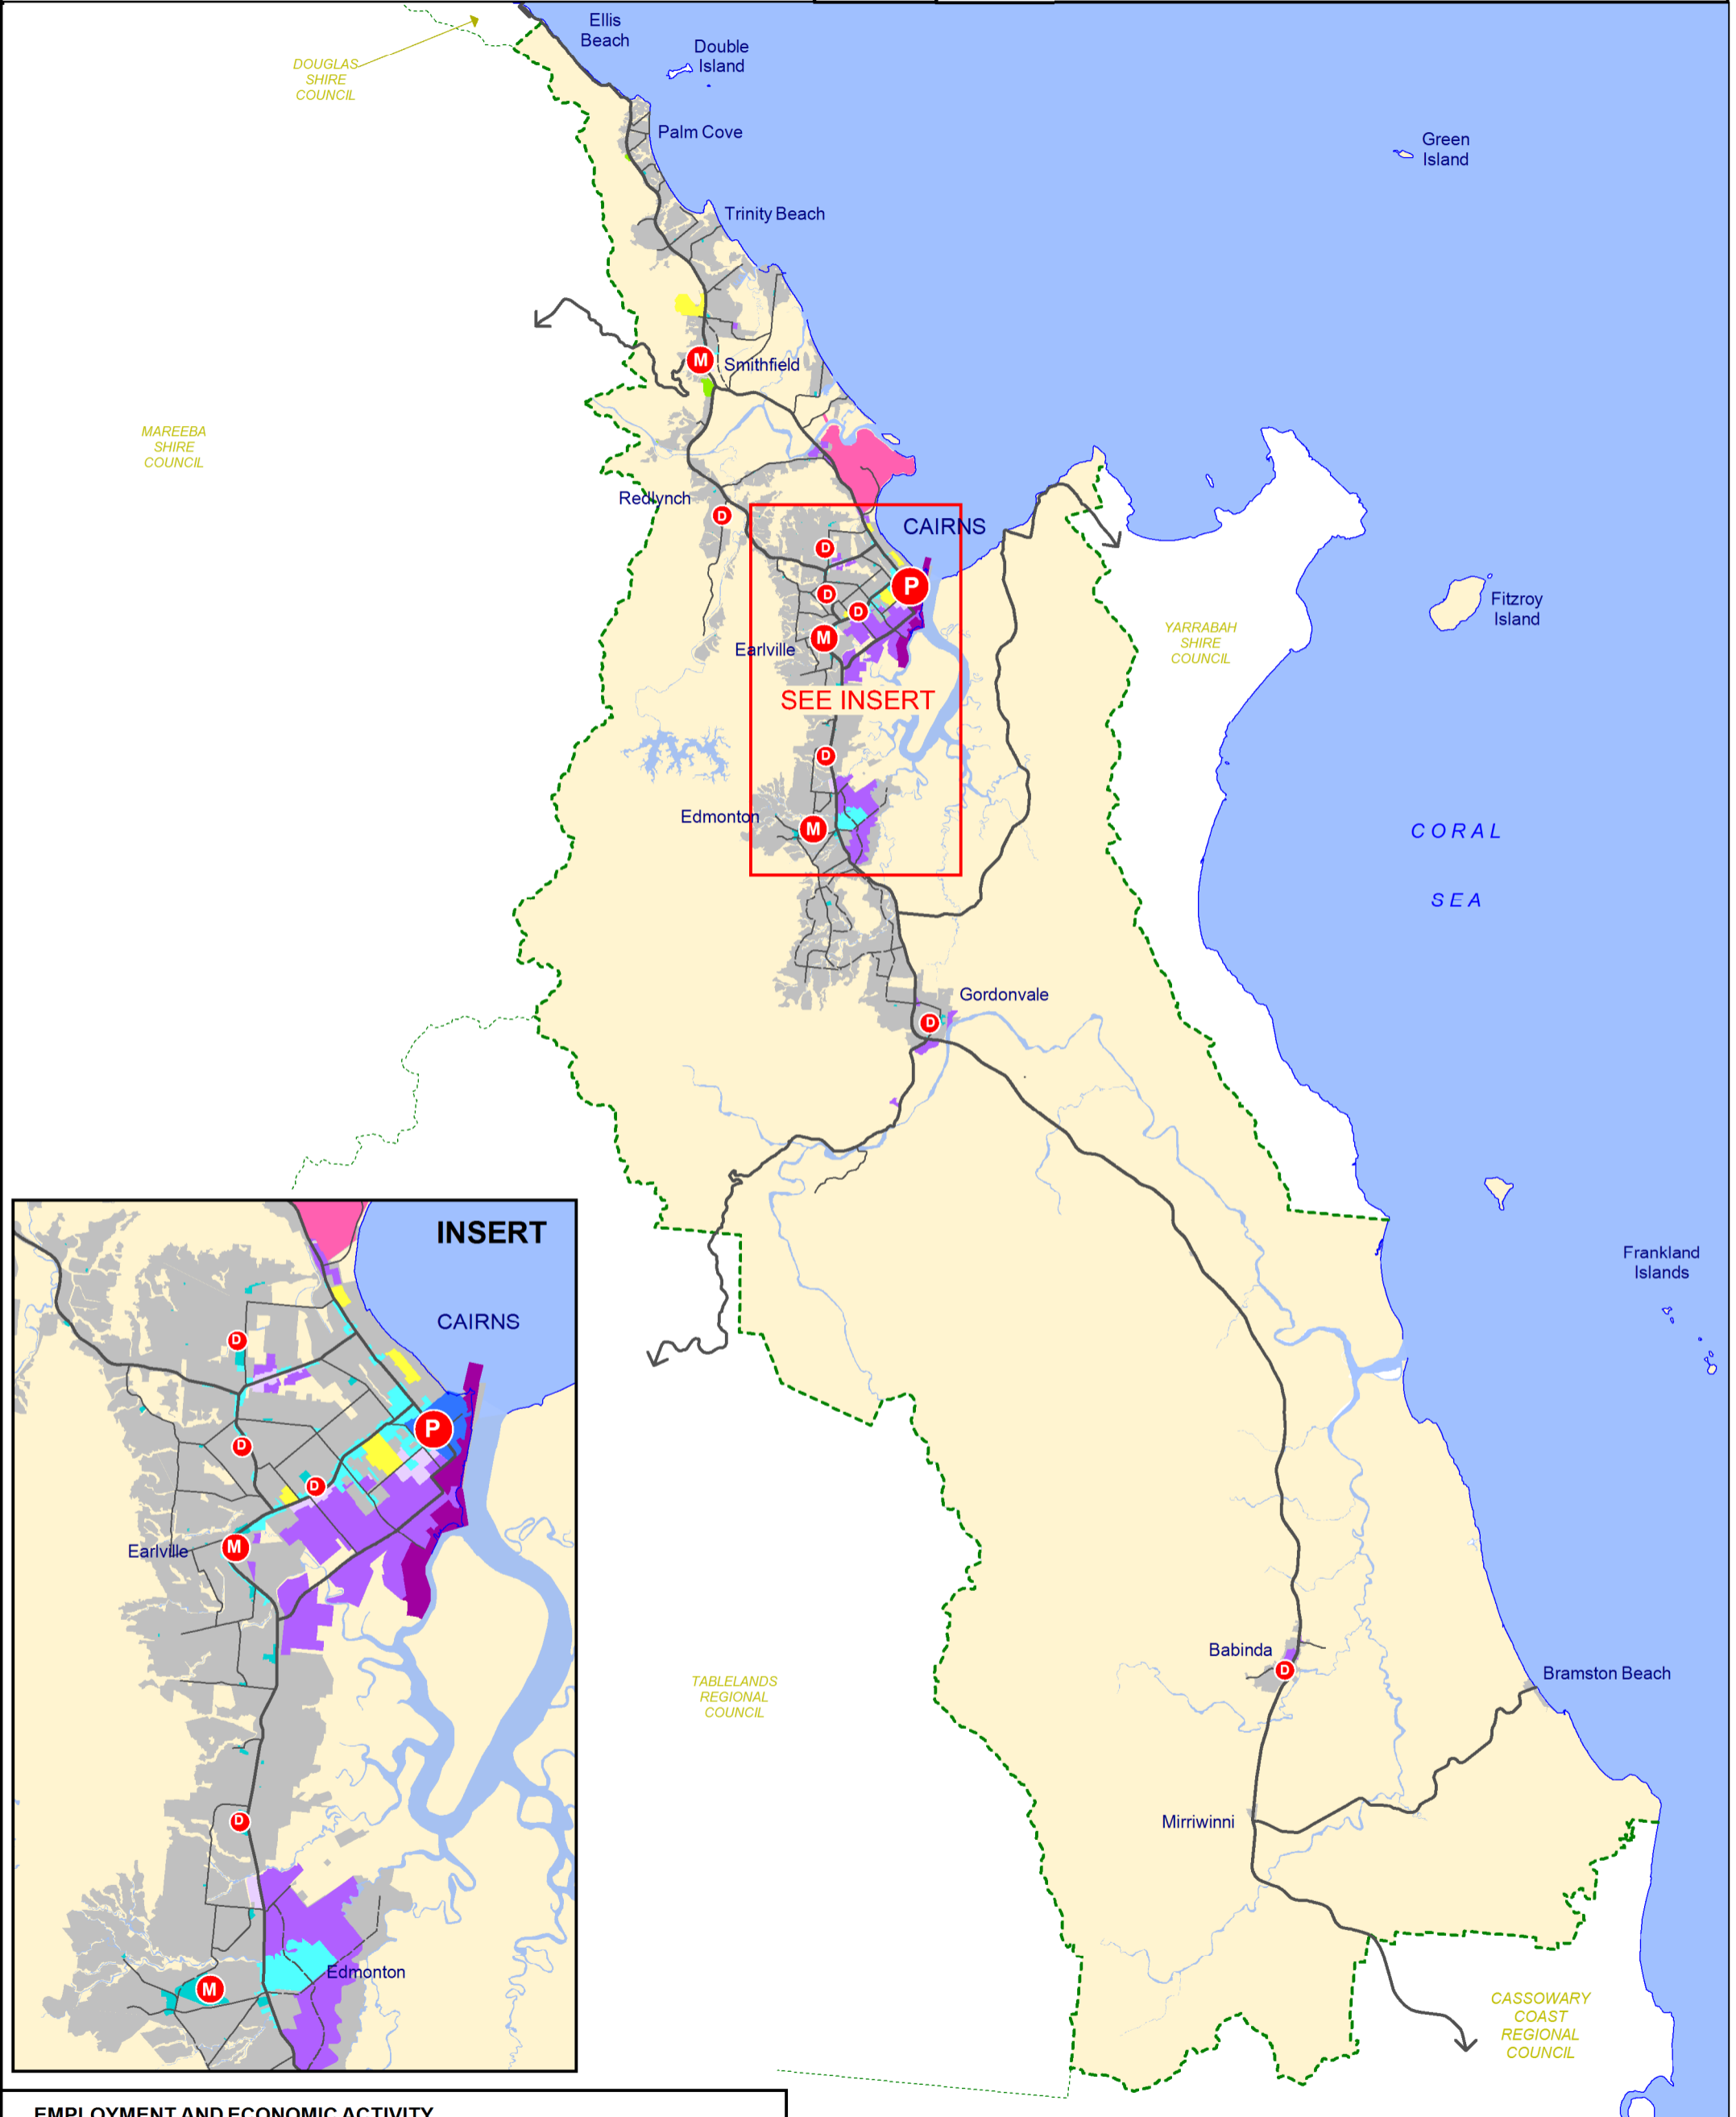 Ellis
Beach
Double
Island
DOUGLAS
SHIRE
COUNCIL
Palm Cove
Green
Island
Trinity Beach
M
Smithfield
MAREEBA
SHIRE
COUNCIL
Redlynch
D
CAIRNS
D
P
D
D
Fitzroy
Island
M
Earlville
YARRABAH
SHIRE
COUNCIL
SEE INSERT
D
Edmonton
M
CORAL
SEA
Gordonvale
D
INSERT
CAIRNS
D
P
D
D
Earlville
M
D
Edmonton
M
Frankland
Islands
Babinda
D
Bramston Beach
TABLELANDS
REGIONAL
COUNCIL
Mirriwinni
CASSOWARY
COAST
REGIONAL
COUNCIL
EMPLOYMENT AND ECONOMIC ACTIVITY